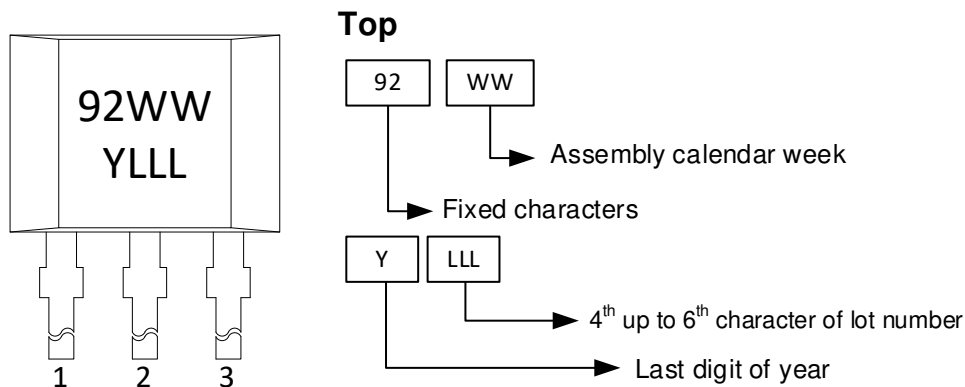 92WW
YLLL
1 2 3
Top
92 WW
Assembly calendar week
Fixed characters
Y LLL
4th up to 6th character of lot number
Last digit of year